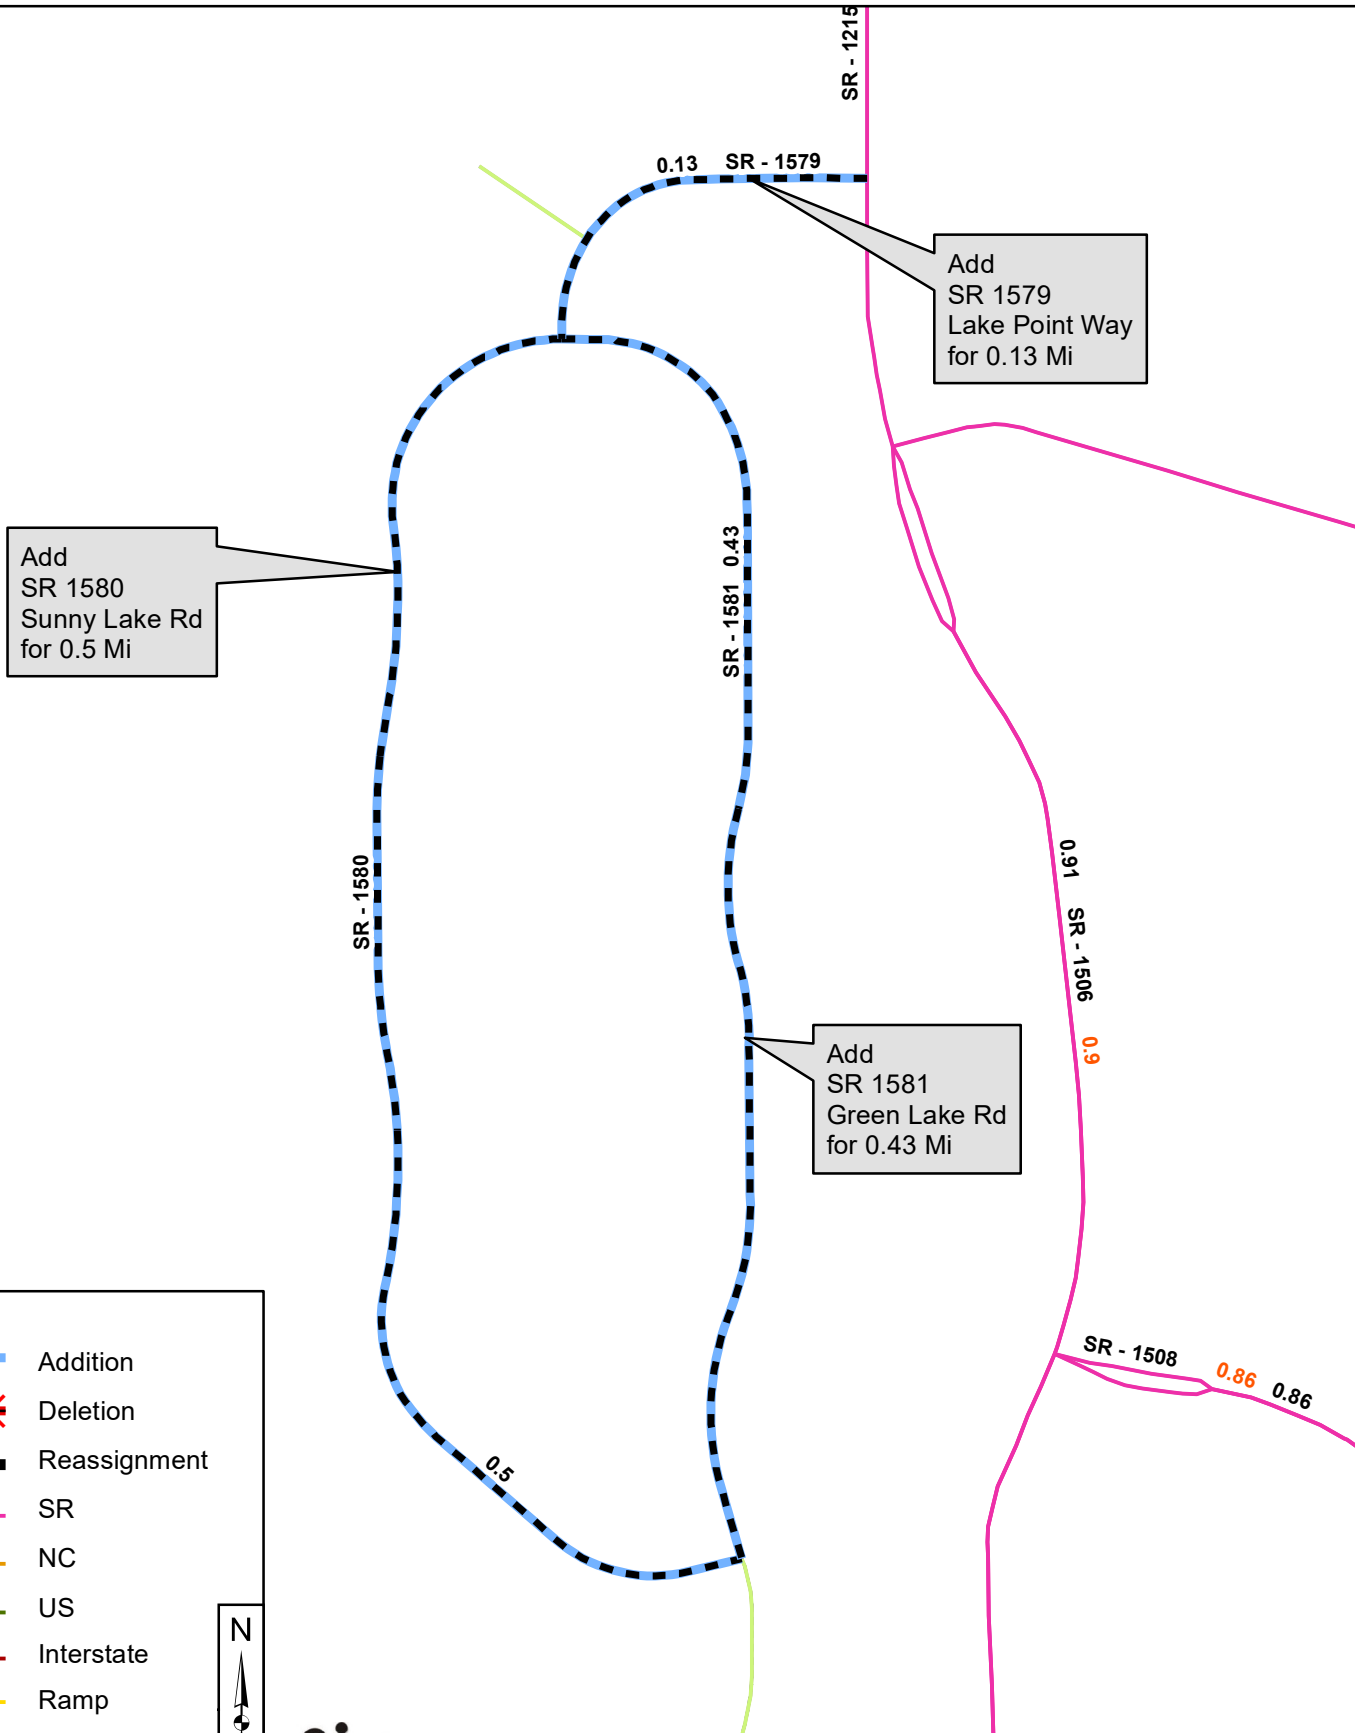 SR - 1215
0.13 SR - 1579
Add
SR 1579
Lake Point Way
for 0.13 Mi
Add
SR 1580
Sunny Lake Rd
for 0.5 Mi
SR - 1581 0.43
SR - 1580
0.91 SR - 1506 0.9
Add
SR 1581
Green Lake Rd
for 0.43 Mi
SR - 1508 0.86 0.86
0.5
Addition
Deletion
Reassignment
SR
NC
US
Interstate
Ramp
N